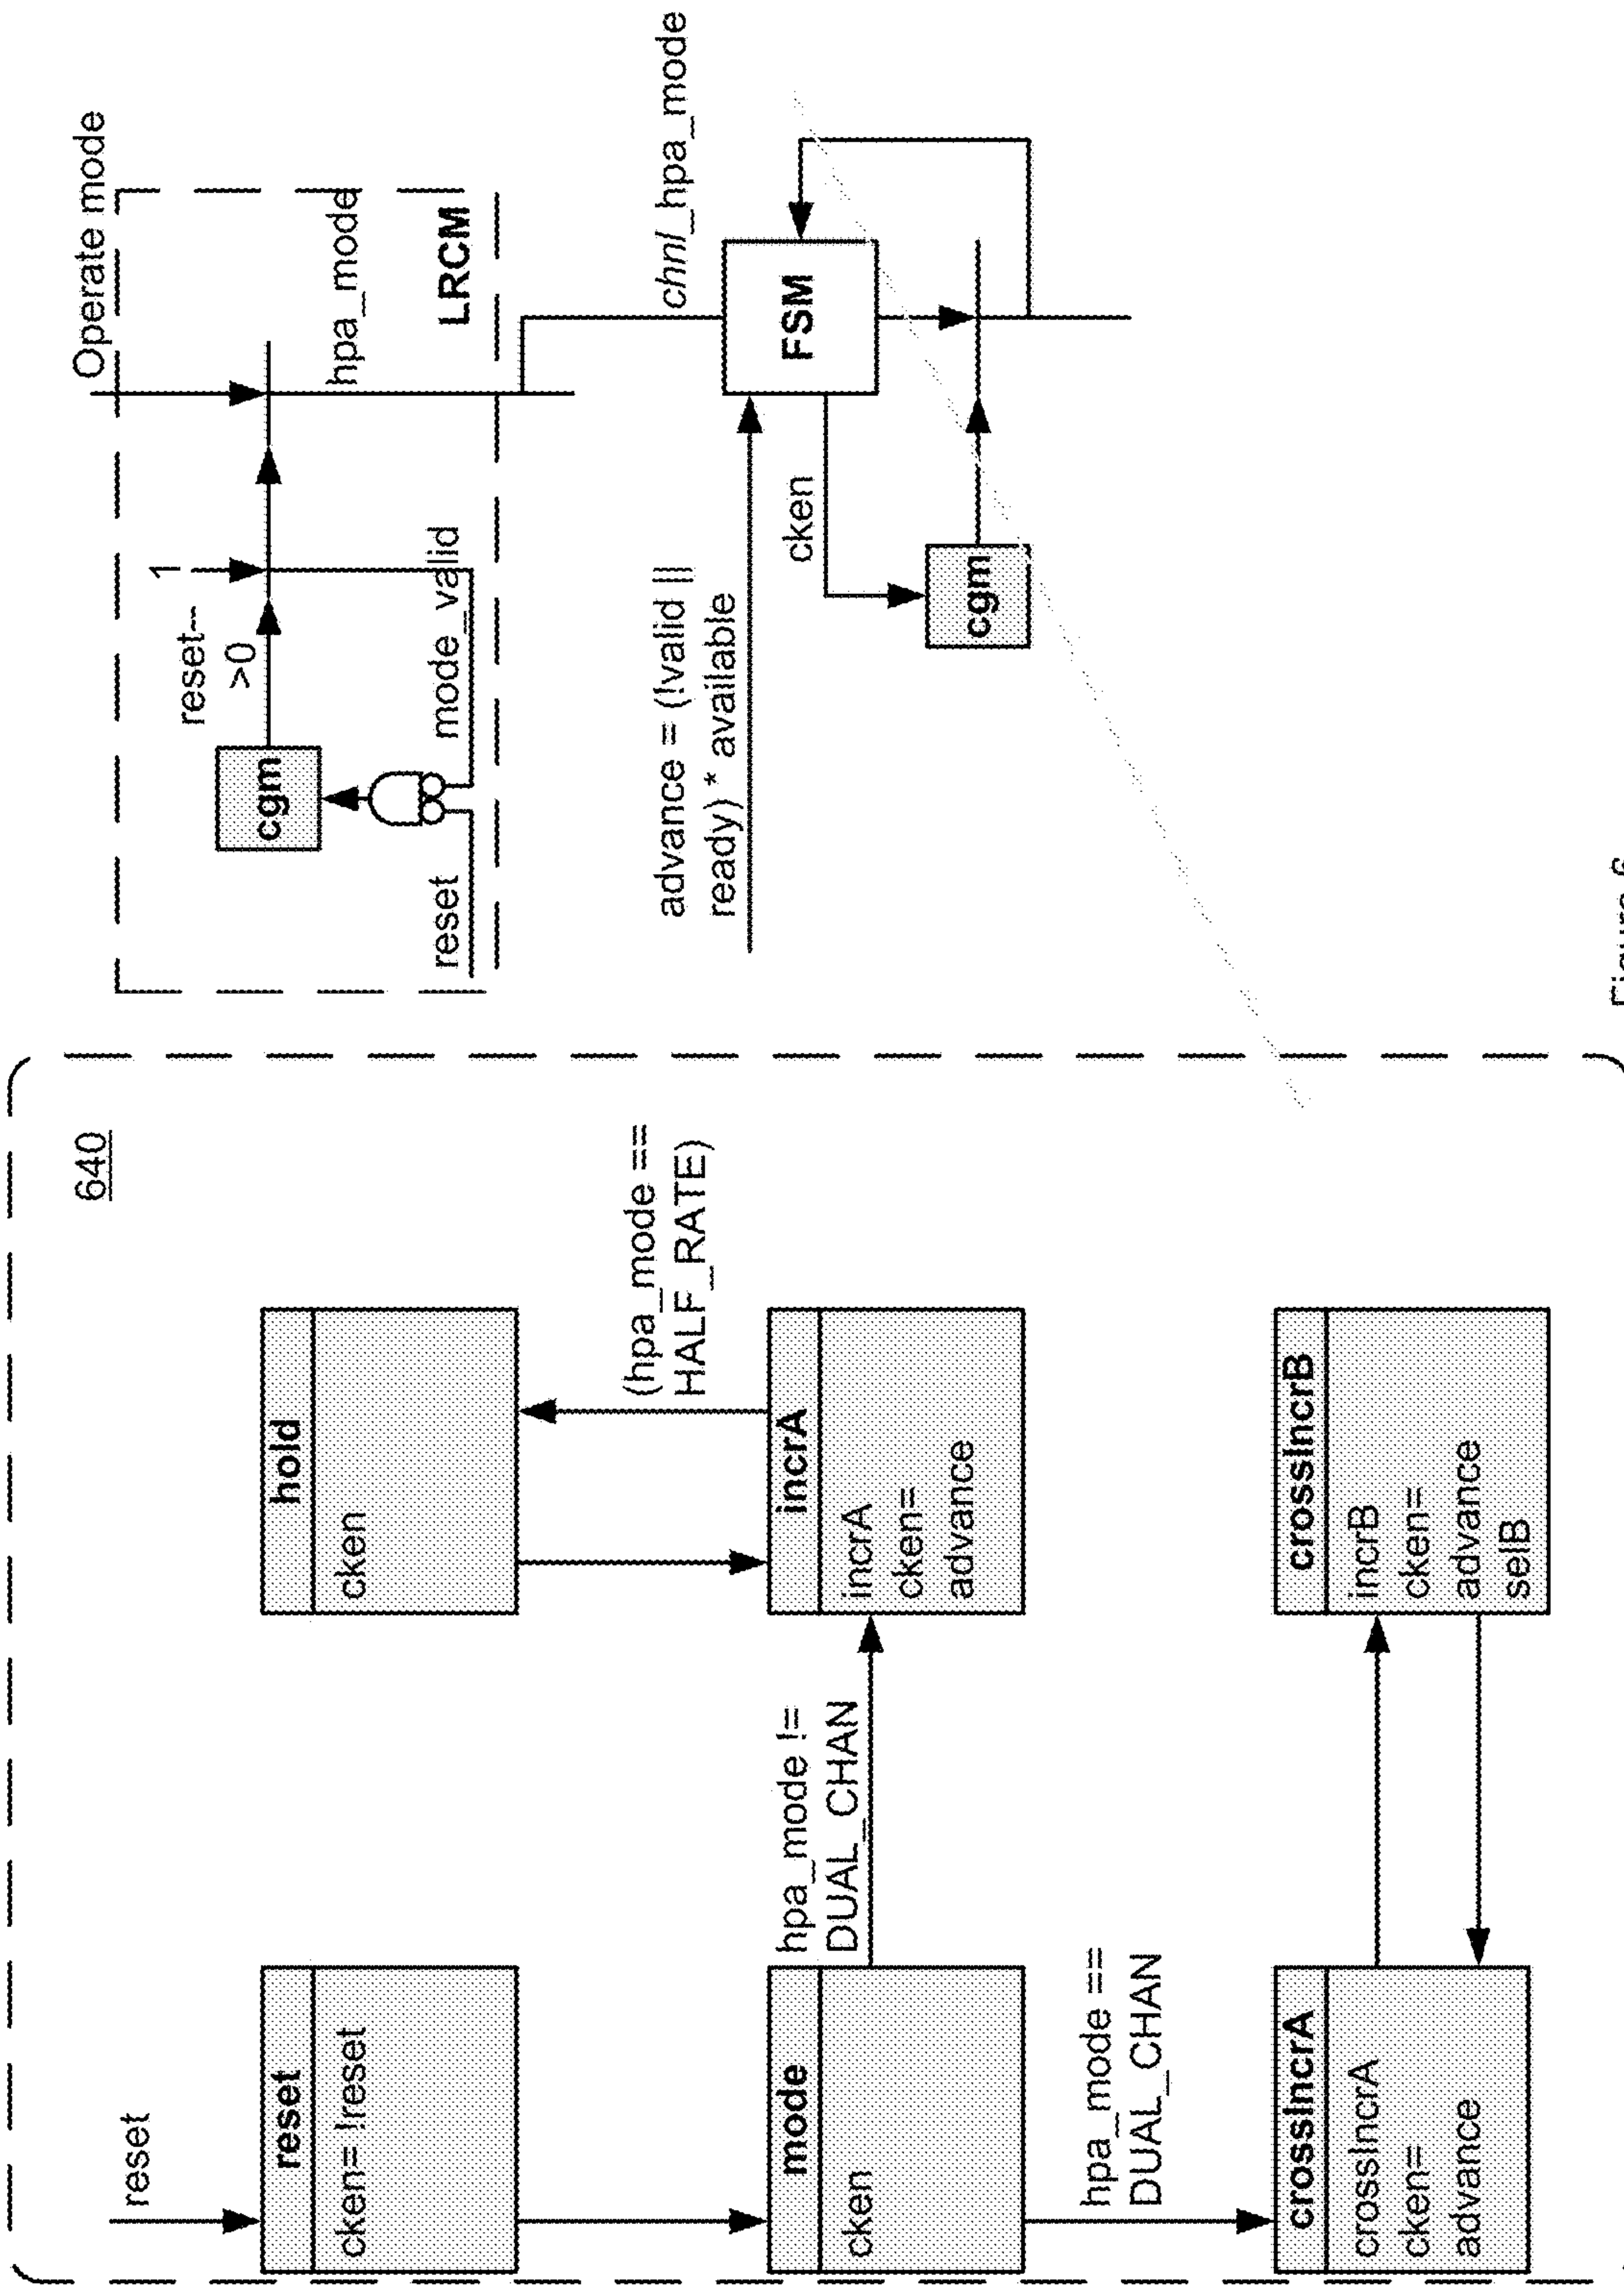 640
reset
reset
cken= !reset
hold
cken
(hpa_mode ==
HALF_RATE)
mode
cken
hpa_mode !=
DUAL_CHAN
incrA
incrA
cken=
advance
hpa_mode ==
DUAL_CHAN
crossIncrA
crossIncrA
cken=
advance
crossIncrB
incrB
cken=
advance
selB
Operate mode
1
reset--
>0
cgm
hpa_mode
mode_valid
reset
LRCM
chnl_hpa_mode
advance = (!valid ||
ready) * available
FSM
cken
cgm
Figure 6